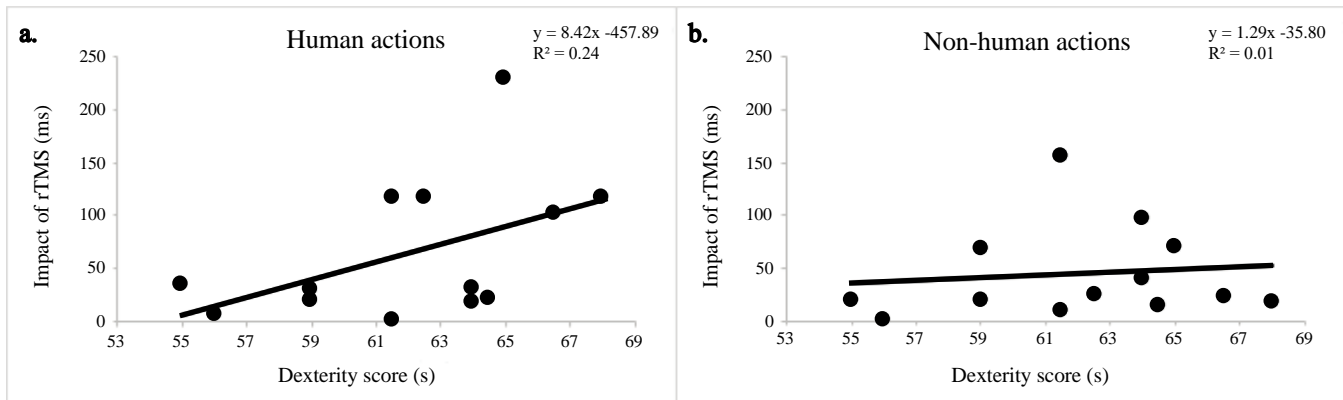 a.
Human actions
y = 8.42x -457.89
R² = 0.24
Impact of rTMS (ms)
250
200
150
100
50
0
53 55 57 59 61 63 65 67 69
Dexterity score (s)
b.
Non-human actions
y = 1.29x -35.80
R² = 0.01
Impact of rTMS (ms)
250
200
150
100
50
0
53 55 57 59 61 63 65 67 69
Dexterity score (s)